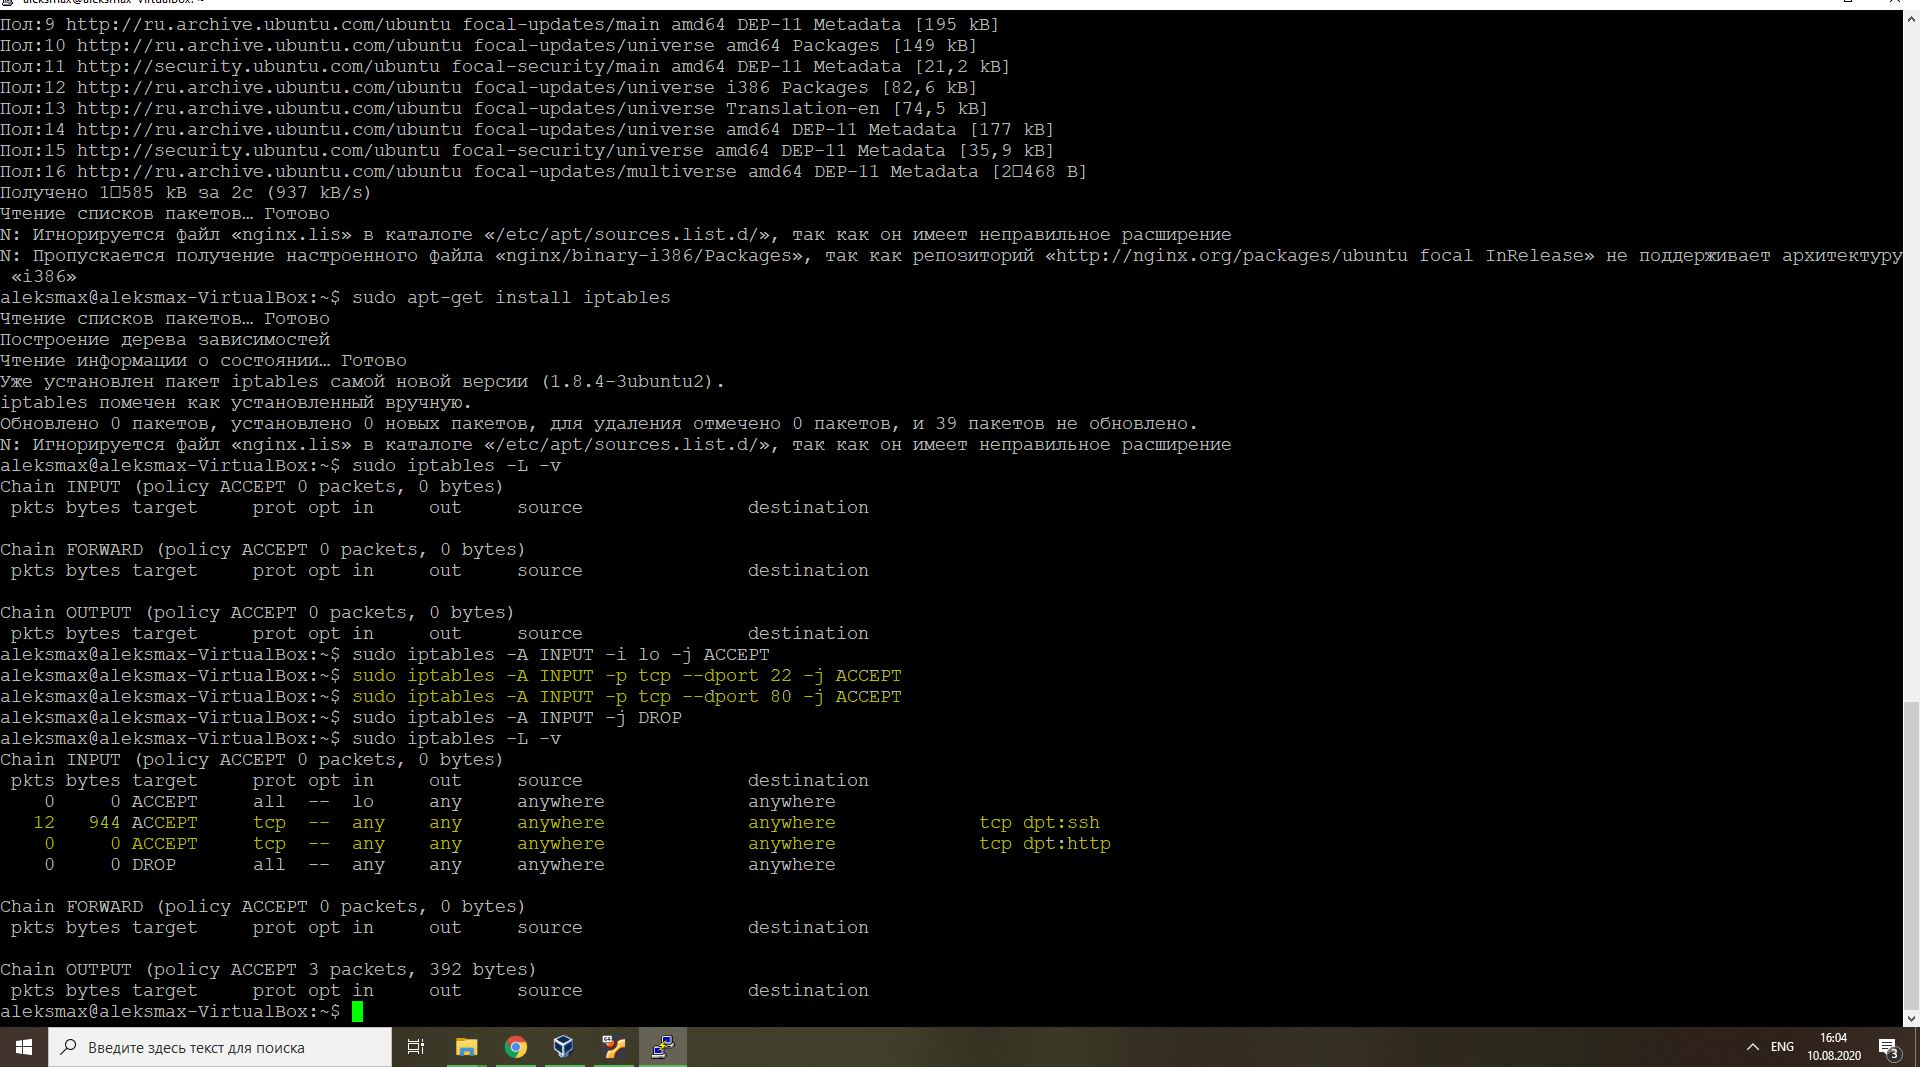 Пол:9 http://ru.archive.ubuntu.com/ubuntu focal-updates/main amd64 DEP-11 Metadata [195 kB]
Пол:10 http://ru.archive.ubuntu.com/ubuntu focal-updates/universe amd64 Packages [149 kB]
Пол:11 http://security.ubuntu.com/ubuntu focal-security/main amd64 DEP-11 Metadata [21,2 kB]
Пол:12 http://ru.archive.ubuntu.com/ubuntu focal-updates/universe i386 Packages [82,6 kB]
Пол:13 http://ru.archive.ubuntu.com/ubuntu focal-updates/universe Translation-en [74,5 kB]
Пол:14 http://ru.archive.ubuntu.com/ubuntu focal-updates/universe amd64 DEP-11 Metadata [177 kB]
Пол:15 http://security.ubuntu.com/ubuntu focal-security/universe amd64 DEP-11 Metadata [35,9 kB]
Пол:16 http://ru.archive.ubuntu.com/ubuntu focal-updates/multiverse amd64 DEP-11 Metadata [2□468 B]
Получено 1□585 kB за 2с (937 kB/s)
Чтение списков пакетов… Готово
N: Игнорируется файл «nginx.lis» в каталоге «/etc/apt/sources.list.d/», так как он имеет неправильное расширение
N: Пропускается получение настроенного файла «nginx/binary-i386/Packages», так как репозиторий «http://nginx.org/packages/ubuntu focal InRelease» не поддерживает архитектуру
«i386»
aleksmax@aleksmax-VirtualBox:~$ sudo apt-get install iptables
Чтение списков пакетов… Готово
Построение дерева зависимостей
Чтение информации о состоянии… Готово
Уже установлен пакет iptables самой новой версии (1.8.4-3ubuntu2).
iptables помечен как установленный вручную.
Обновлено 0 пакетов, установлено 0 новых пакетов, для удаления отмечено 0 пакетов, и 39 пакетов не обновлено.
N: Игнорируется файл «nginx.lis» в каталоге «/etc/apt/sources.list.d/», так как он имеет неправильное расширение
aleksmax@aleksmax-VirtualBox:~$ sudo iptables -L -v
Chain INPUT (policy ACCEPT 0 packets, 0 bytes)
pkts bytes target prot opt in out source destination
Chain FORWARD (policy ACCEPT 0 packets, 0 bytes)
pkts bytes target prot opt in out source destination
Chain OUTPUT (policy ACCEPT 0 packets, 0 bytes)
pkts bytes target prot opt in out source destination
aleksmax@aleksmax-VirtualBox:~$ sudo iptables -A INPUT -i lo -j ACCEPT
aleksmax@aleksmax-VirtualBox:~$ sudo iptables -A INPUT -p tcp --dport 22 -j ACCEPT
aleksmax@aleksmax-VirtualBox:~$ sudo iptables -A INPUT -p tcp --dport 80 -j ACCEPT
aleksmax@aleksmax-VirtualBox:~$ sudo iptables -A INPUT -j DROP
aleksmax@aleksmax-VirtualBox:~$ sudo iptables -L -v
Chain INPUT (policy ACCEPT 0 packets, 0 bytes)
pkts bytes target prot opt in out source destination
0 0 ACCEPT all -- lo any anywhere anywhere
12 944 ACCEPT tcp -- any any anywhere anywhere tcp dpt:ssh
0 0 ACCEPT tcp -- any any anywhere anywhere tcp dpt:http
0 0 DROP all -- any any anywhere anywhere
Chain FORWARD (policy ACCEPT 0 packets, 0 bytes)
pkts bytes target prot opt in out source destination
Chain OUTPUT (policy ACCEPT 3 packets, 392 bytes)
pkts bytes target prot opt in out source destination
aleksmax@aleksmax-VirtualBox:~$
Введите здесь текст для поиска
ENG
16:04
10.08.2020
3